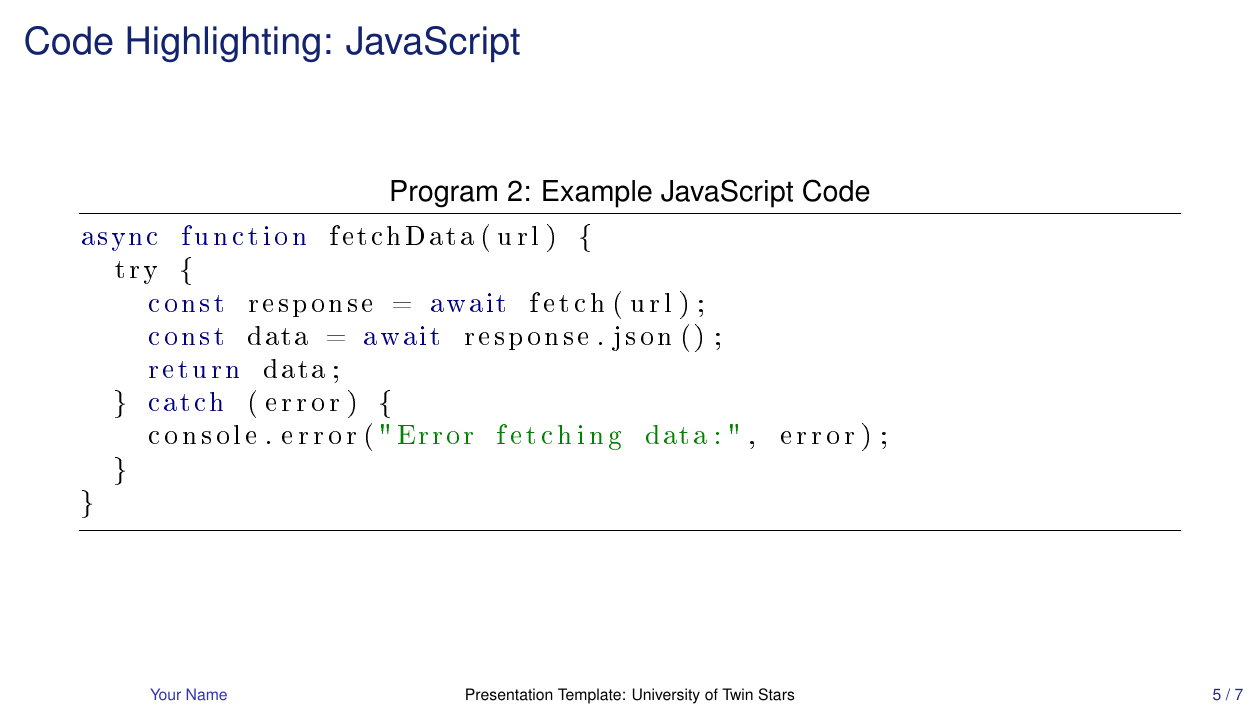 Code Highlighting: JavaScript
Program 2: Example JavaScript Code
async function fetchData(url) {
  try {
    const response = await fetch(url);
    const data = await response.json();
    return data;
  } catch (error) {
    console.error("Error fetching data:", error);
  }
}
Your Name Presentation Template: University of Twin Stars 5 / 7